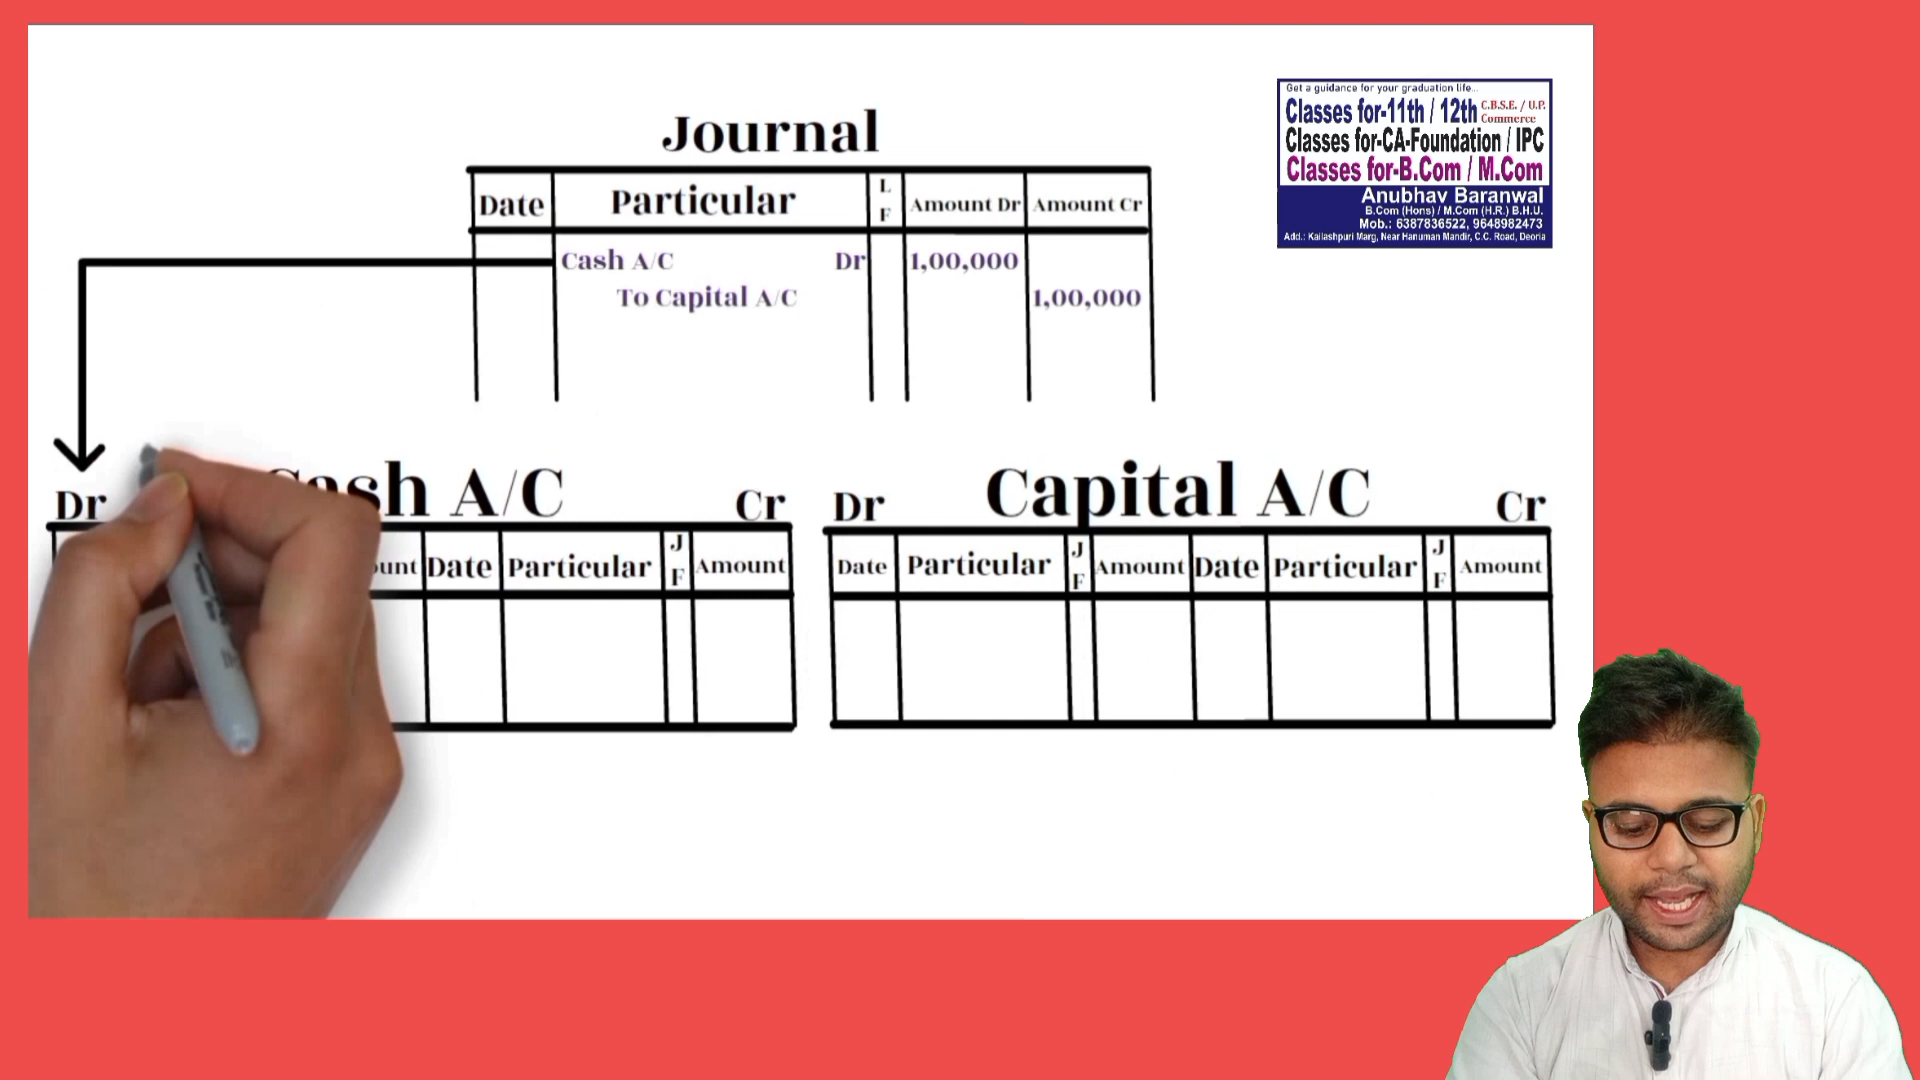 Get a guidance for your graduation life...
Classes for-11th / 12th C.B.S.E. / U.P. Commerce
Classes for-CA-Foundation / IPC
Classes for-B.Com / M.Com
Anubhav Baranwal
B.Com (Hons) / M.Com (H.R.) B.H.U.
Mob.: 6387836522, 9648982473
Add.: Kailashpuri Marg, Near Hanuman Mandir, C.C. Road, Deoria
Journal
Date Particular L F Amount Dr Amount Cr
Cash A/C Dr 1,00,000
To Capital A/C 1,00,000
Dr Cash A/C Cr
Date Particular J F Amount
Dr Capital A/C Cr
Date Particular J F Amount Date Particular J F Amount